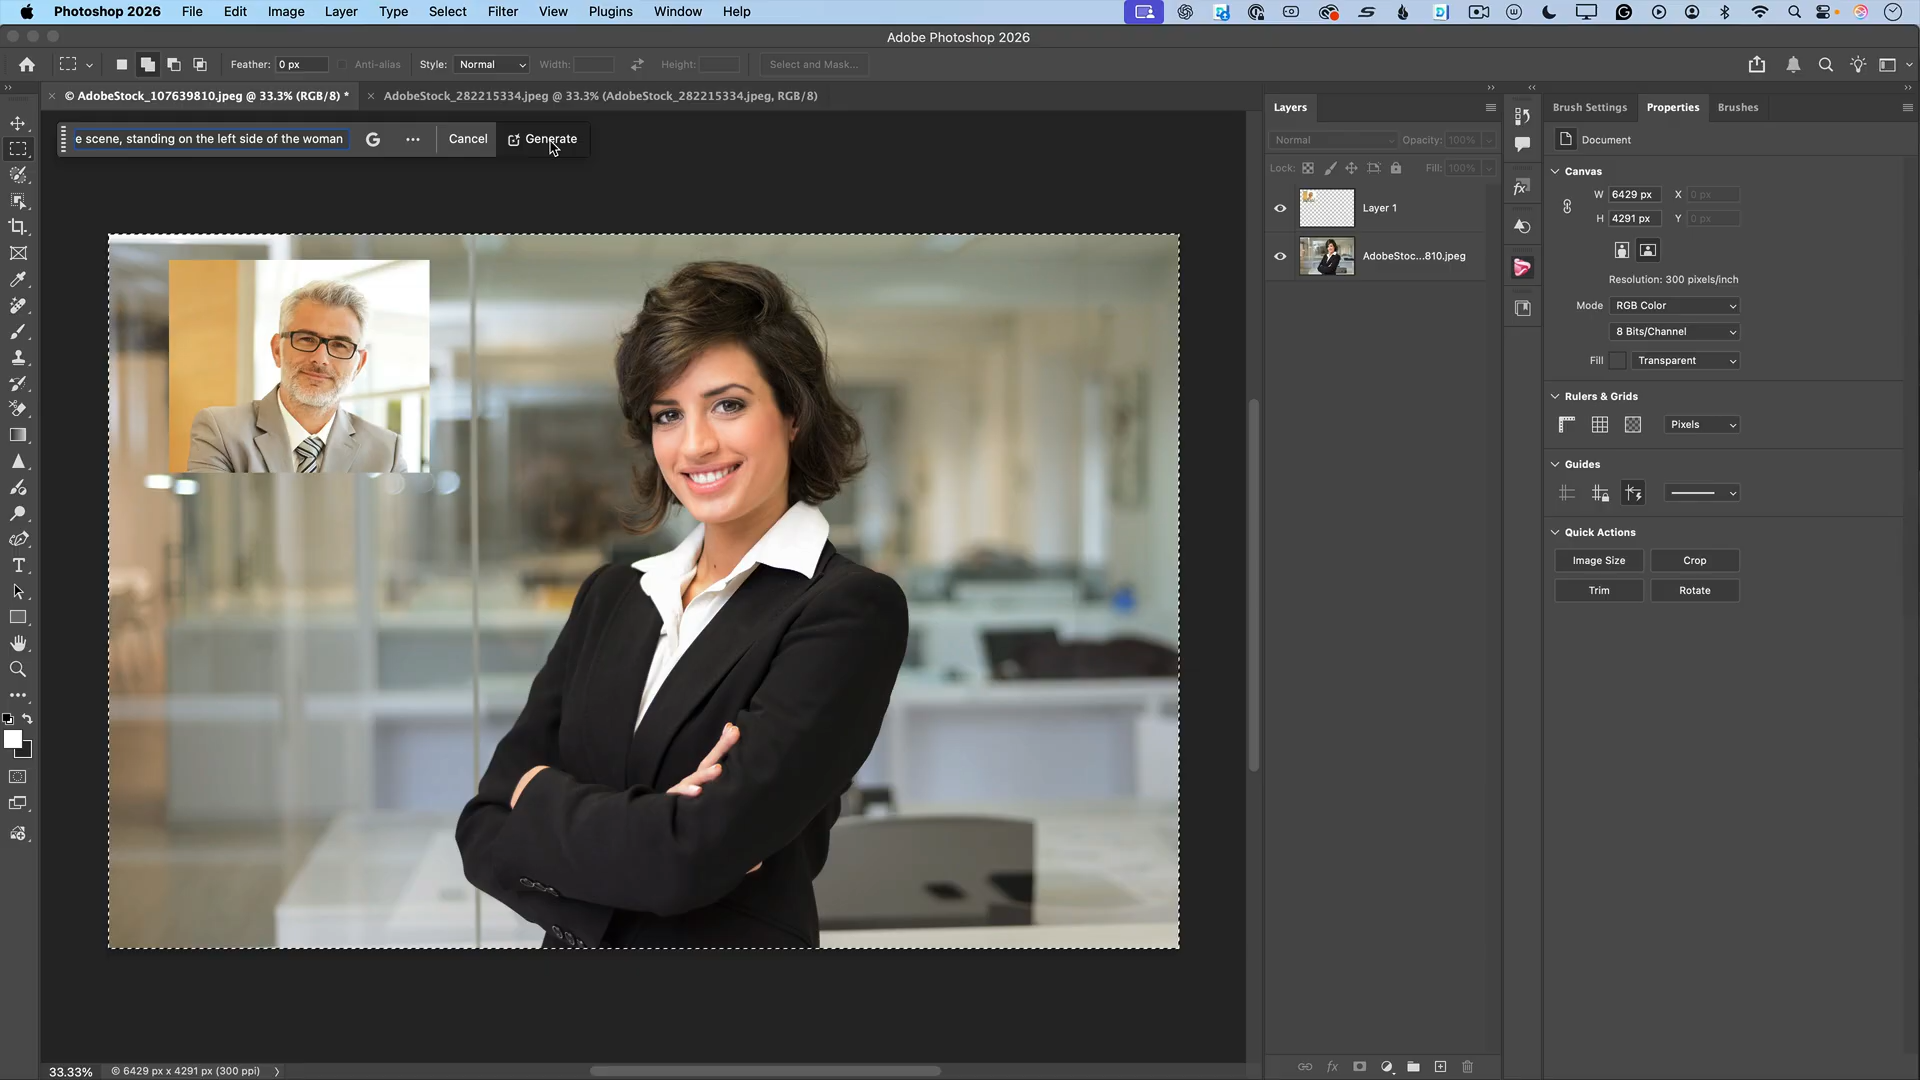 Photoshop 2026 File Edit Image Layer Type Select Filter View Plugins Window Help
Adobe Photoshop 2026
Feather: 0 px Anti-alias Style: Normal Width: Height: Select and Mask...
© AdobeStock_107639810.jpeg @ 33.3% (RGB/8) * AdobeStock_282215334.jpeg @ 33.3% (AdobeStock_282215334.jpeg, RGB/8)
e scene, standing on the left side of the woman Cancel Generate
Layers
Normal Opacity: 100%
Lock: Fill: 100%
Layer 1
AdobeStoc...810.jpeg
Brush Settings Properties Brushes
Document
Canvas
W 6429 px X 0 px
H 4291 px Y 0 px
Resolution: 300 pixels/inch
Mode RGB Color
8 Bits/Channel
Fill Transparent
Rulers & Grids
Pixels
Guides
Quick Actions
Image Size Crop
Trim Rotate
33.33% © 6429 px x 4291 px (300 ppi)